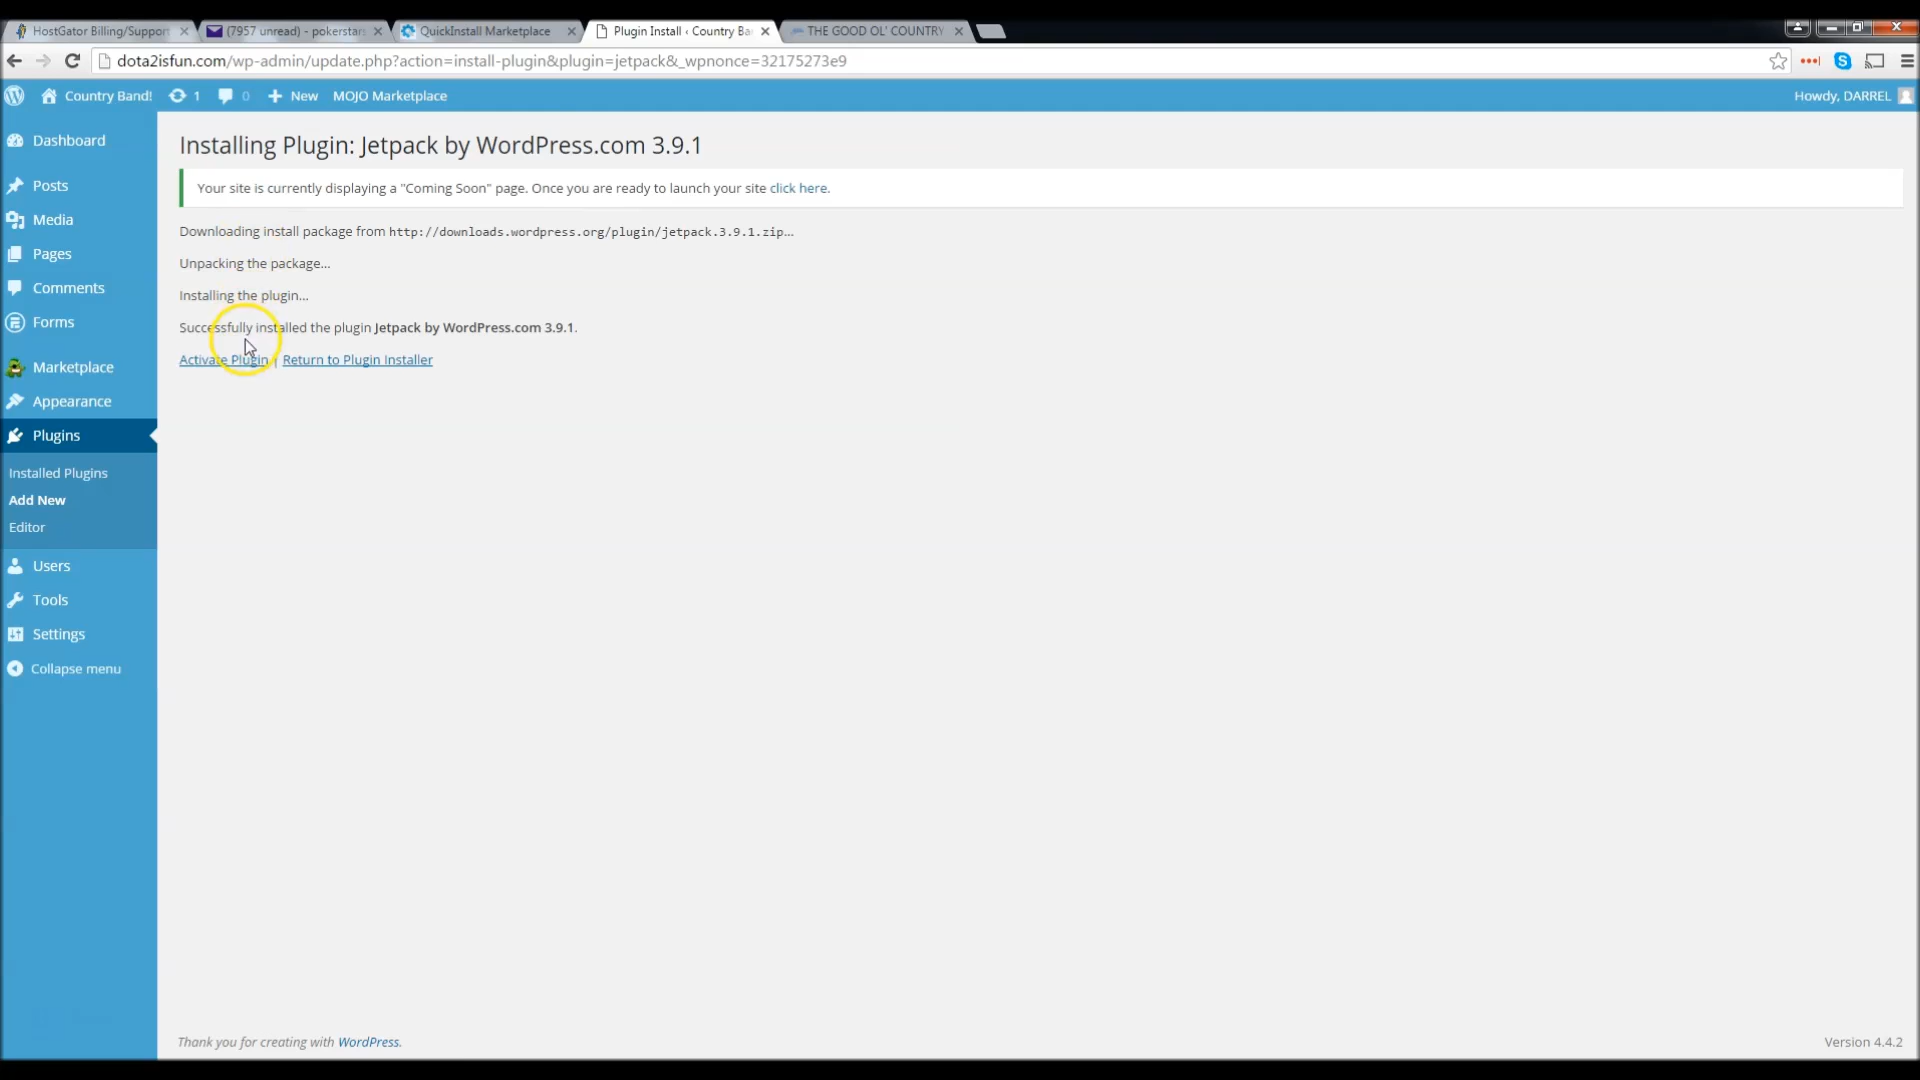 HostGator Billing/Support
(7957 unread) - pokerstars
QuickInstall Marketplace
Plugin Install ‹ Country Ba
THE GOOD OL' COUNTRY
dota2isfun.com/wp-admin/update.php?action=install-plugin&plugin=jetpack&_wpnonce=32175273e9
Country Band!
1
0
New
MOJO Marketplace
Howdy, DARREL
Dashboard
Posts
Media
Pages
Comments
Forms
Marketplace
Appearance
Plugins
Installed Plugins
Add New
Editor
Users
Tools
Settings
Collapse menu
Installing Plugin: Jetpack by WordPress.com 3.9.1
Your site is currently displaying a "Coming Soon" page. Once you are ready to launch your site click here.
Downloading install package from http://downloads.wordpress.org/plugin/jetpack.3.9.1.zip…
Unpacking the package…
Installing the plugin…
Successfully installed the plugin Jetpack by WordPress.com 3.9.1.
Activate Plugin | Return to Plugin Installer
Thank you for creating with WordPress.
Version 4.4.2